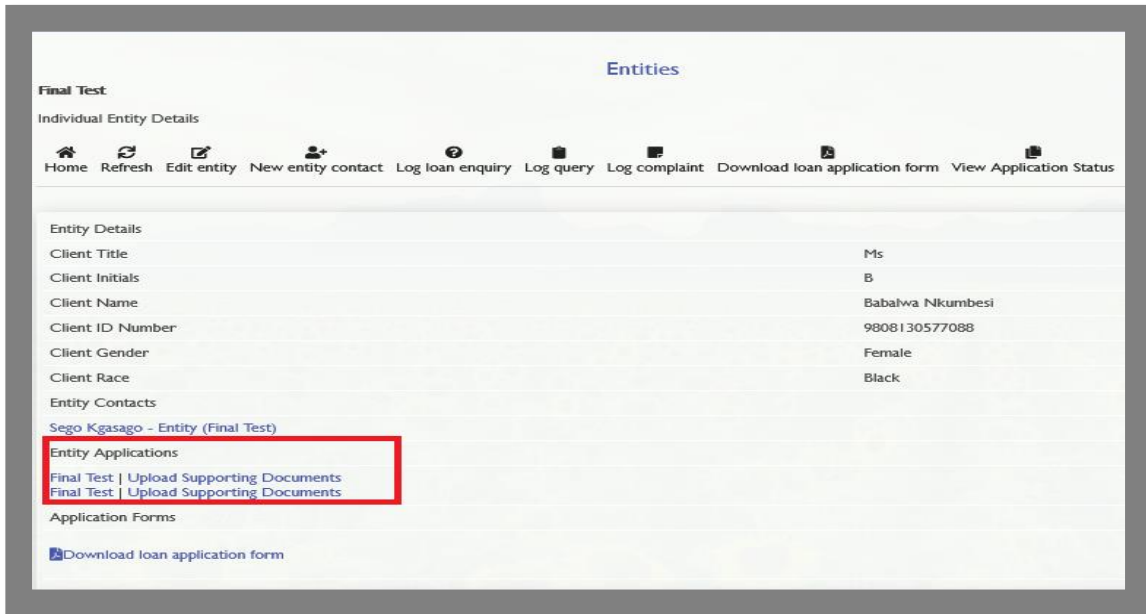 Entities
Final Test
Individual Entity Details
Home Refresh Edit entity New entity contact Log loan enquiry Log query Log complaint Download loan application form View Application Status
Entity Details
Client Title Ms
Client Initials B
Client Name Babalwa Nkumbesi
Client ID Number 9808130577088
Client Gender Female
Client Race Black
Entity Contacts
Sego Kgasago - Entity (Final Test)
Entity Applications
Final Test | Upload Supporting Documents
Final Test | Upload Supporting Documents
Application Forms
Download loan application form